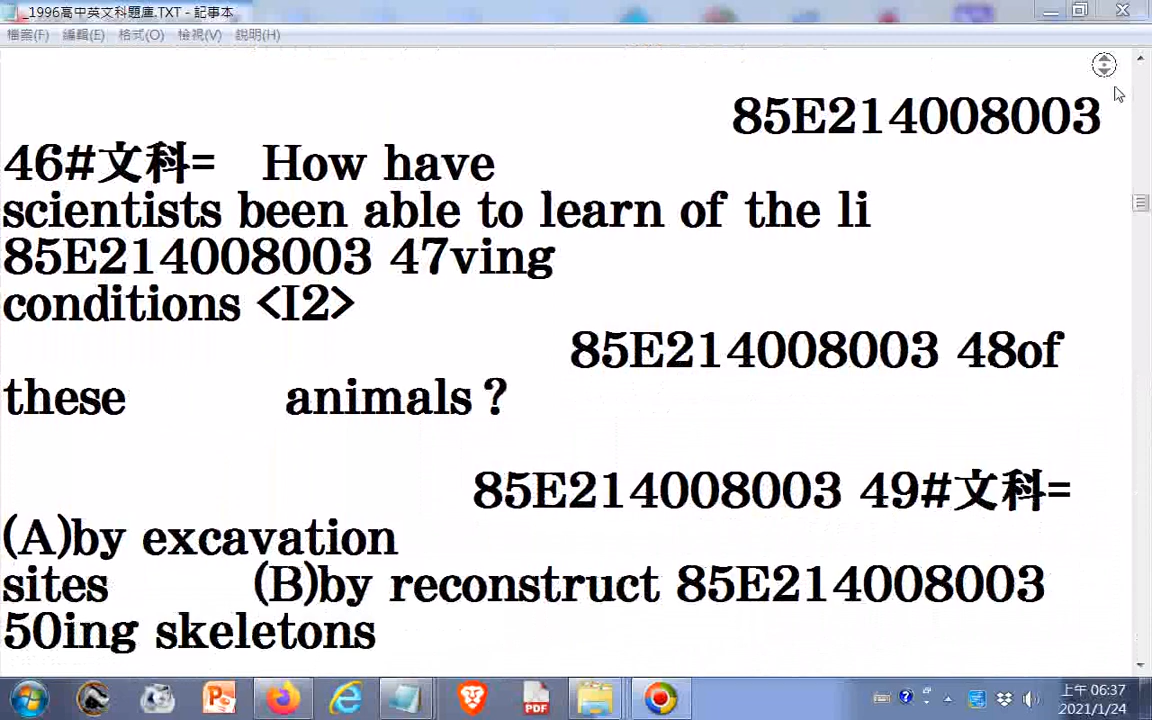 _1996高中英文科題庫.TXT - 記事本
檔案(F) 編輯(E) 格式(O) 檢視(V) 說明(H)
85E214008003
46#文科= How have
scientists been able to learn of the li
85E214008003 47ving
conditions <I2>
85E214008003 48of
these animals？
85E214008003 49#文科=
(A)by excavation
sites (B)by reconstruct 85E214008003
50ing skeletons
PDF
上午 06:37
2021/1/24